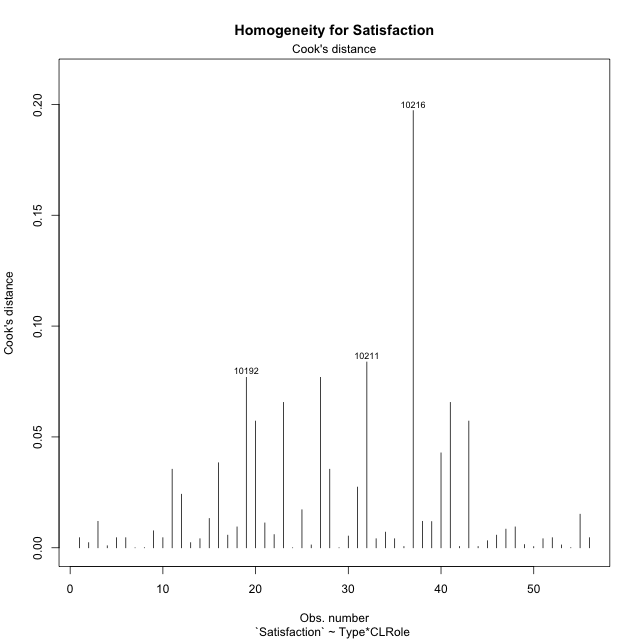 Homogeneity for Satisfaction
Cook's distance
Cook's distance
0.20
0.15
0.10
0.05
0.00
10216
10211
10192
0 10 20 30 40 50
Obs. number
`Satisfaction` ~ Type*CLRole